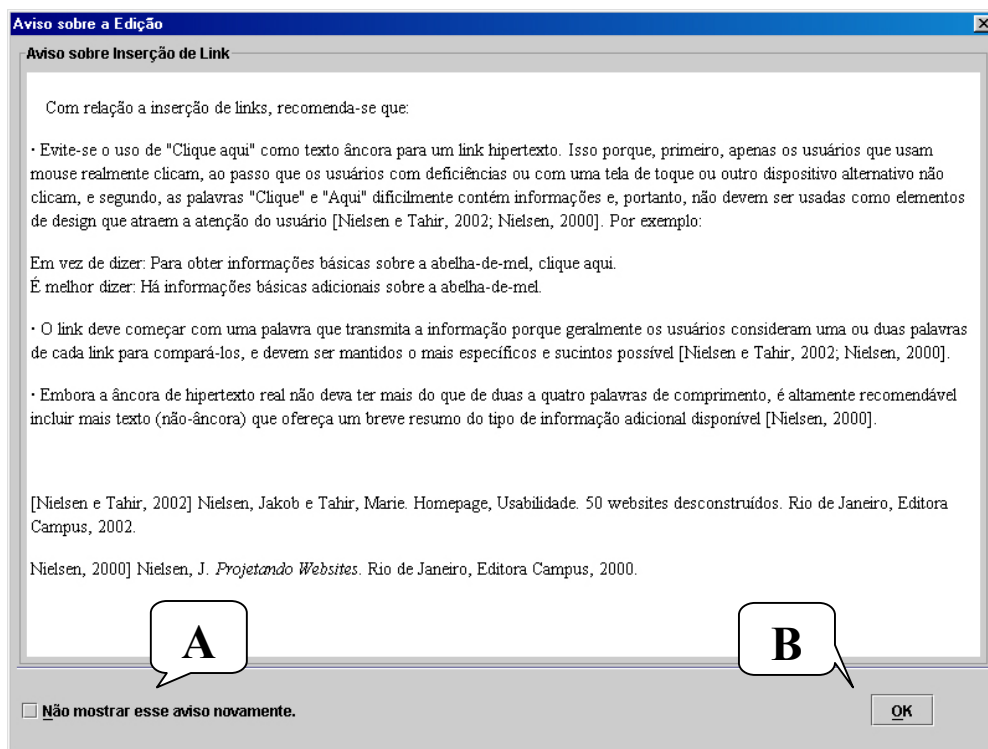 Aviso sobre a Edição
Aviso sobre Inserção de Link
Com relação a inserção de links, recomenda-se que:
· Evite-se o uso de "Clique aqui" como texto âncora para um link hipertexto. Isso porque, primeiro, apenas os usuários que usam
mouse realmente clicam, ao passo que os usuários com deficiências ou com uma tela de toque ou outro dispositivo alternativo não
clicam, e segundo, as palavras "Clique" e "Aqui" dificilmente contém informações e, portanto, não devem ser usadas como elementos
de design que atraem a atenção do usuário [Nielsen e Tahir, 2002; Nielsen, 2000]. Por exemplo:
Em vez de dizer: Para obter informações básicas sobre a abelha-de-mel, clique aqui.
É melhor dizer: Há informações básicas adicionais sobre a abelha-de-mel.
· O link deve começar com uma palavra que transmita a informação porque geralmente os usuários consideram uma ou duas palavras
de cada link para compará-los, e devem ser mantidos o mais específicos e sucintos possível [Nielsen e Tahir, 2002; Nielsen, 2000].
· Embora a âncora de hipertexto real não deva ter mais do que de duas a quatro palavras de comprimento, é altamente recomendável
incluir mais texto (não-âncora) que ofereça um breve resumo do tipo de informação adicional disponível [Nielsen, 2000].
[Nielsen e Tahir, 2002] Nielsen, Jakob e Tahir, Marie. Homepage, Usabilidade. 50 websites desconstruídos. Rio de Janeiro, Editora
Campus, 2002.
Nielsen, 2000] Nielsen, J. Projetando Websites. Rio de Janeiro, Editora Campus, 2000.
A
B
Não mostrar esse aviso novamente.
OK